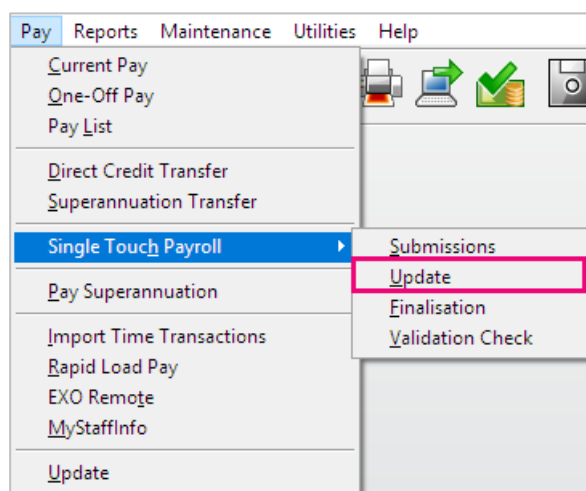 Pay Reports Maintenance Utilities Help
Current Pay
One-Off Pay
Pay List
Direct Credit Transfer
Superannuation Transfer
Single Touch Payroll
Submissions
Update
Finalisation
Validation Check
Pay Superannuation
Import Time Transactions
Rapid Load Pay
EXO Remote
MyStaffInfo
Update